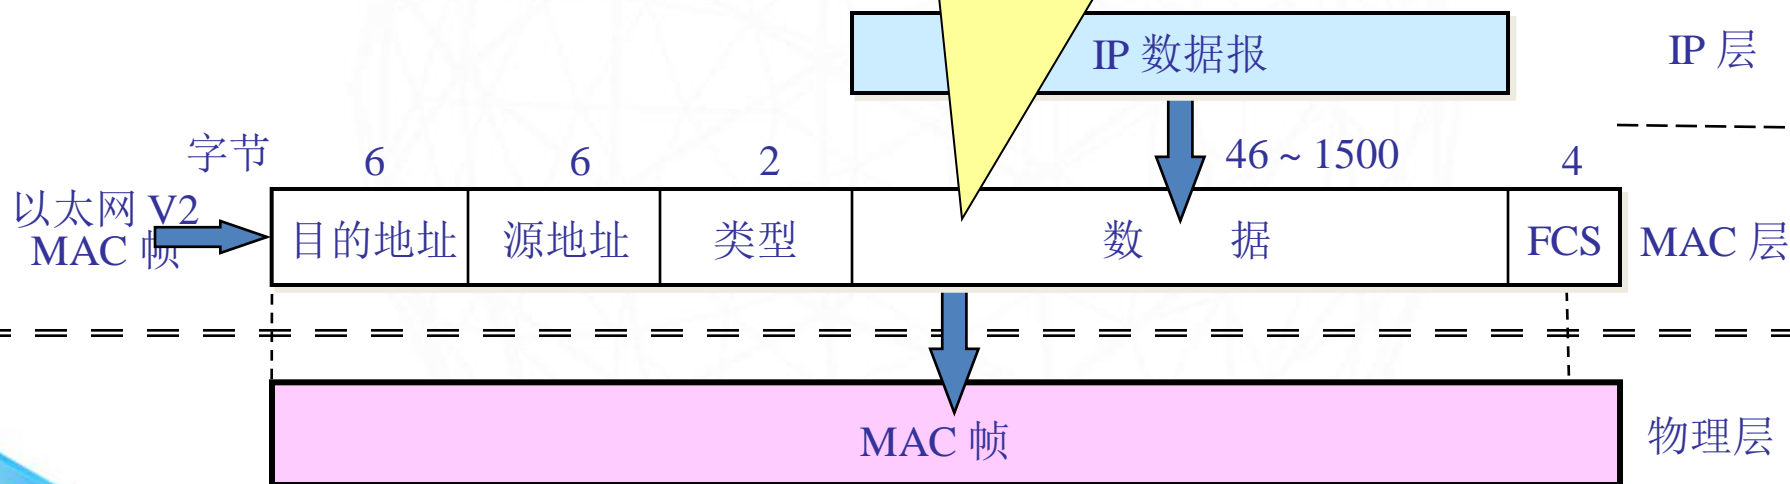 IP 数据报
IP 层
字节 6 6 2 46 ~ 1500 4
以太网 V2
MAC 帧
目的地址 源地址 类型 数 据 FCS MAC 层
MAC 帧
物理层